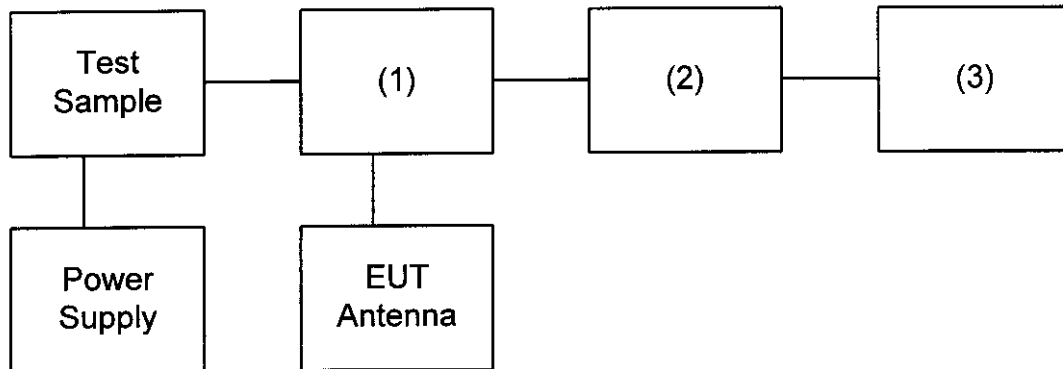 Test
Sample
(1)
(2)
(3)
Power
Supply
EUT
Antenna